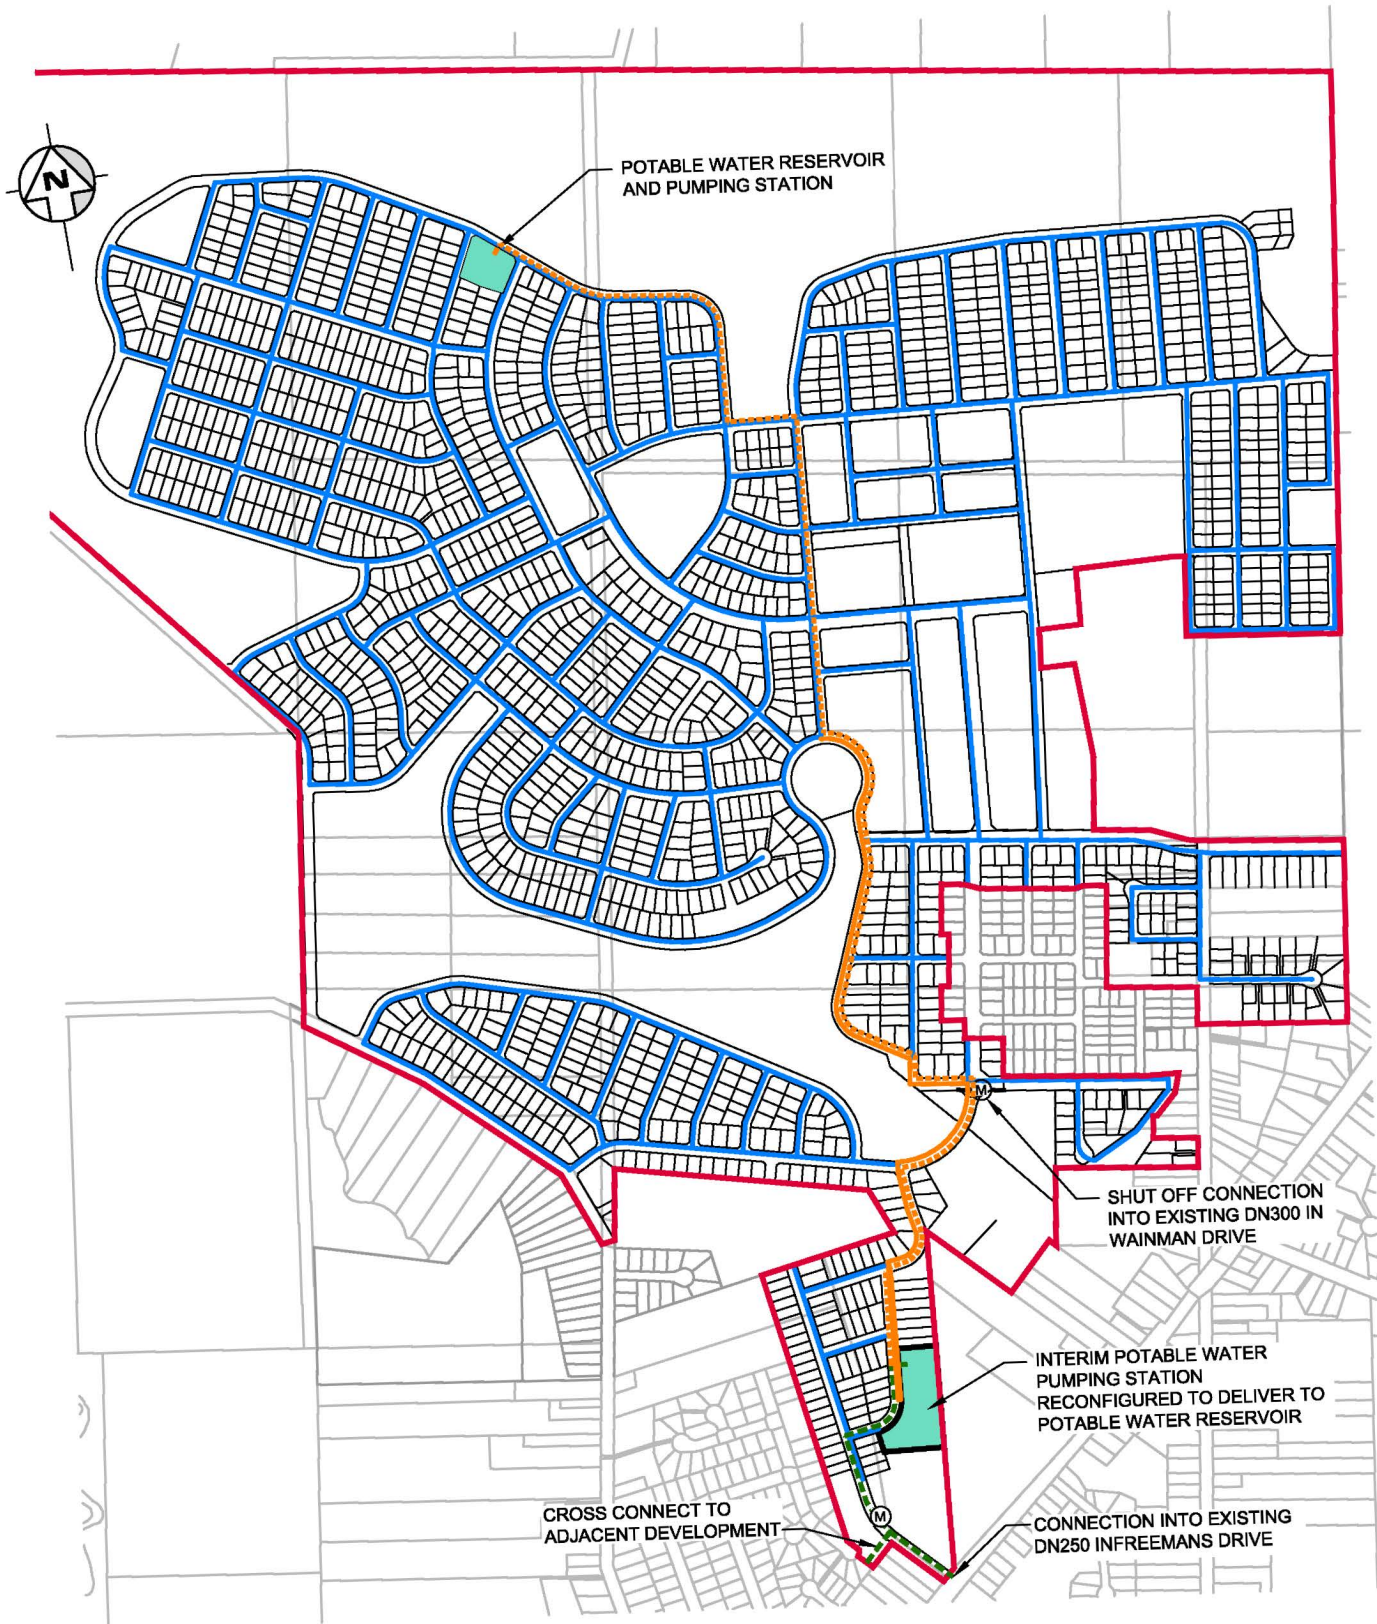 POTABLE WATER RESERVOIR
AND PUMPING STATION
N
M
SHUT OFF CONNECTION
INTO EXISTING DN300 IN
WAINMAN DRIVE
INTERIM POTABLE WATER
PUMPING STATION
RECONFIGURED TO DELIVER TO
POTABLE WATER RESERVOIR
CROSS CONNECT TO
ADJACENT DEVELOPMENT
M
CONNECTION INTO EXISTING
DN250 INFREEMANS DRIVE